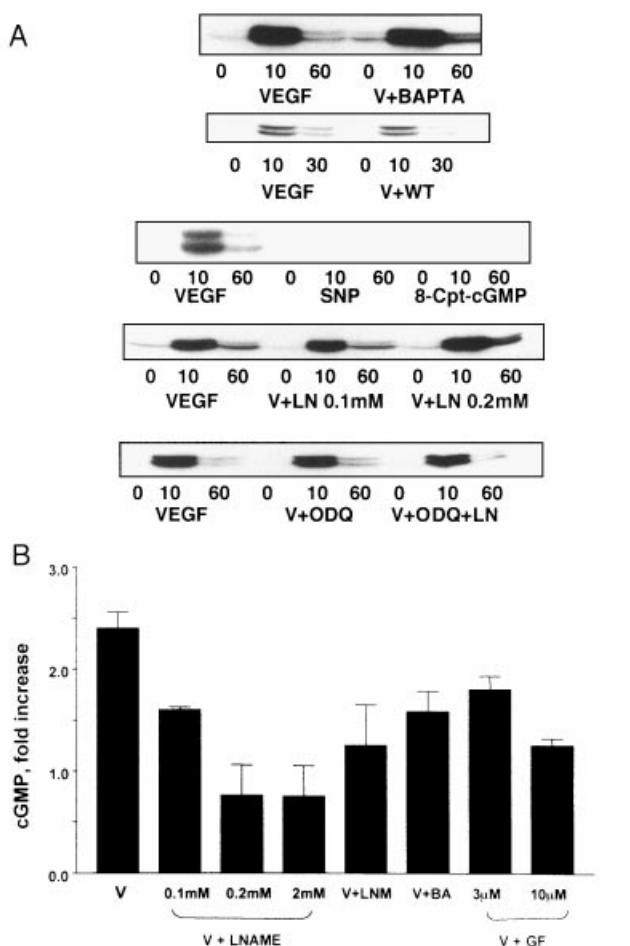 A
0 10 60 0 10 60
VEGF V+BAPTA
0 10 30 0 10 30
VEGF V+WT
0 10 60 0 10 60 0 10 60
VEGF SNP 8-Cpt-cGMP
0 10 60 0 10 60 0 10 60
VEGF V+LN 0.1mM V+LN 0.2mM
0 10 60 0 10 60 0 10 60
VEGF V+ODQ V+ODQ+LN
B
cGMP, fold increase
3.0
2.0
1.0
0.0
V 0.1mM 0.2mM 2mM V+LNM V+BA 3μM 10μM
V + LNAME V + GF